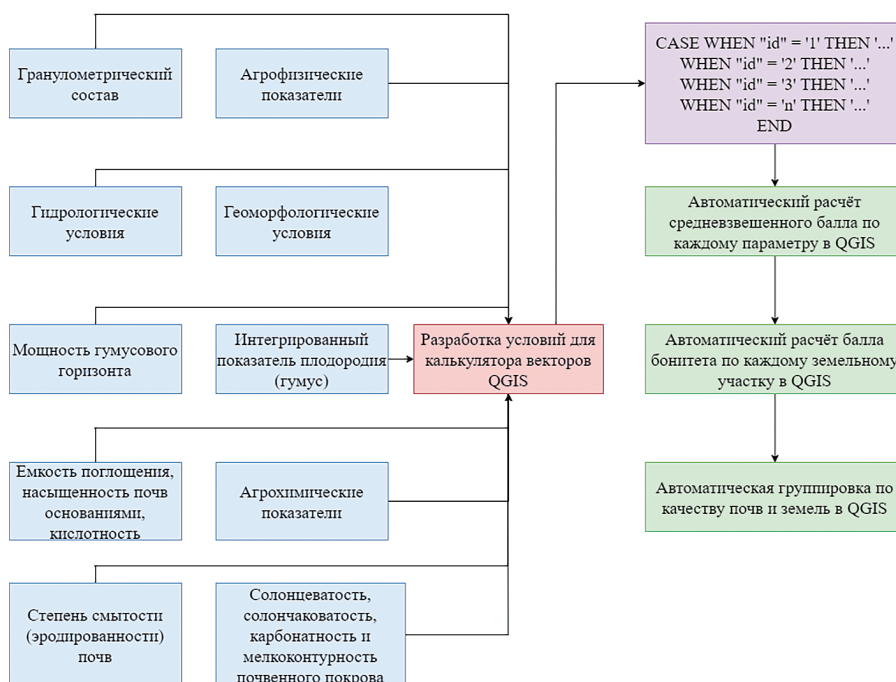 Гранулометрический
состав
Агрофизические
показатели
CASE WHEN "id" = '1' THEN '...'
WHEN "id" = '2' THEN '...'
WHEN "id" = '3' THEN '...'
WHEN "id" = 'n' THEN '...'
END
Гидрологические
условия
Геоморфологические
условия
Автоматический расчёт
средневзвешенного балла по
каждому параметру в QGIS
Мощность гумусового
горизонта
Интегрированный
показатель плодородия
(гумус)
Разработка условий для
калькулятора векторов
QGIS
Автоматический расчёт балла
бонитета по каждому земельному
участку в QGIS
Емкость поглощения,
насыщенность почв
основаниями,
кислотность
Агрохимические
показатели
Автоматическая группировка по
качеству почв и земель в QGIS
Степень смытости
(эродированности)
почв
Солонцеватость,
солончаковатость,
карбонатность и
мелкоконтурность
почвенного покрова